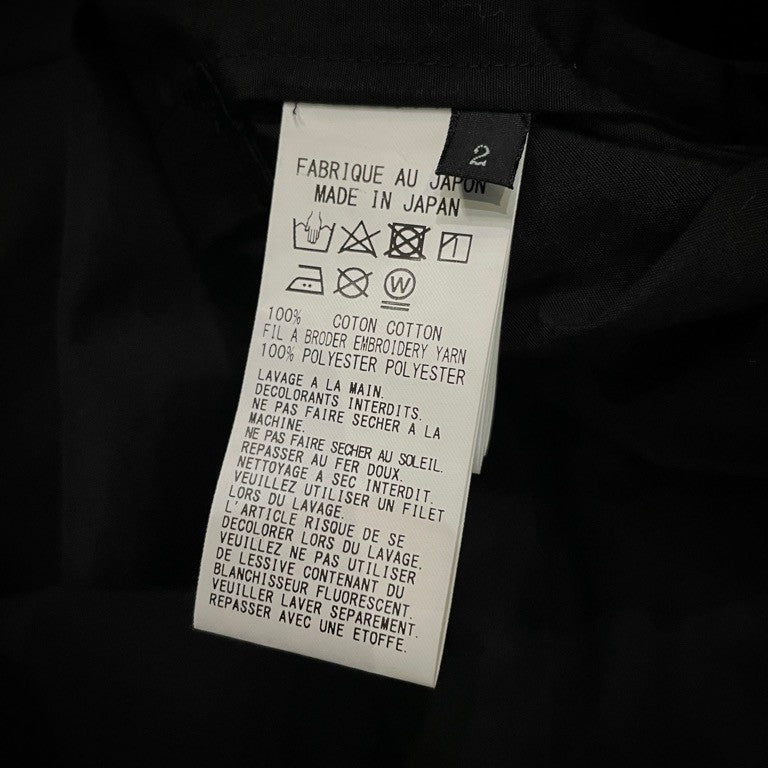 2
FABRIQUE AU JAPON
MADE IN JAPAN
W
100% COTON COTTON
FIL A BRODER EMBROIDERY YARN
100% POLYESTER POLYESTER
LAVAGE A LA MAIN.
DECOLORANTS INTERDITS.
NE PAS FAIRE SECHER A LA
MACHINE.
NE PAS FAIRE SECHER AU SOLEIL.
REPASSER AU FER DOUX.
NETTOYAGE A SEC INTERDIT.
VEUILLEZ UTILISER UN FILET
LORS DU LAVAGE.
L'ARTICLE RISQUE DE SE
DECOLORER LORS DU LAVAGE.
VEUILLEZ NE PAS UTILISER
DE LESSIVE CONTENANT DU
BLANCHISSEUR FLUORESCENT.
VEUILLER LAVER SEPAREMENT.
REPASSER AVEC UNE ETOFFE.